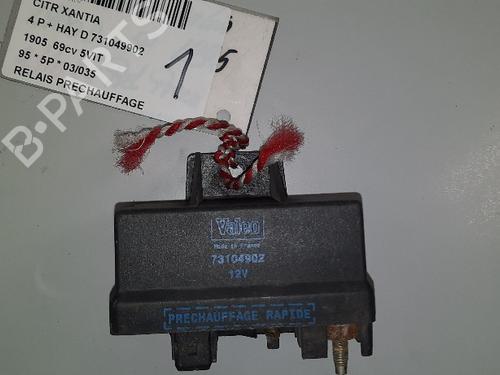 CITR XANTIA
4 P + HAY D 731049902
1905 69cv 5VIT
95 * 5P * 03/035
RELAIS PRECHAUFFAGE
1
5
B-PARTS
Valeo
Made in France
73104902
12V
PRECHAUFFAGE RAPIDE